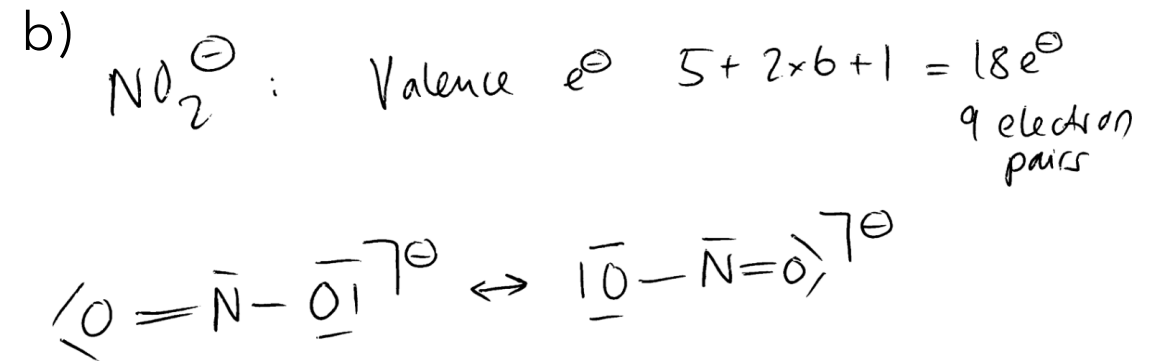 b)
NO₂⊖ : Valence e⊖ 5 + 2×6 + 1 = 18e⊖
9 electron
pairs
⟨O=N̅−O̲̅|⌝⊖ ↔ |O̲̅−N̅=O⟩⌝⊖